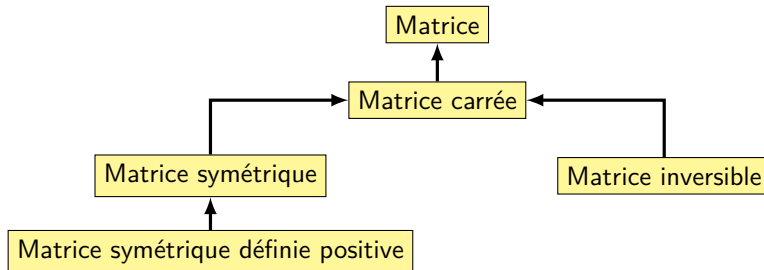 Matrice
Matrice carrée
Matrice symétrique
Matrice inversible
Matrice symétrique définie positive